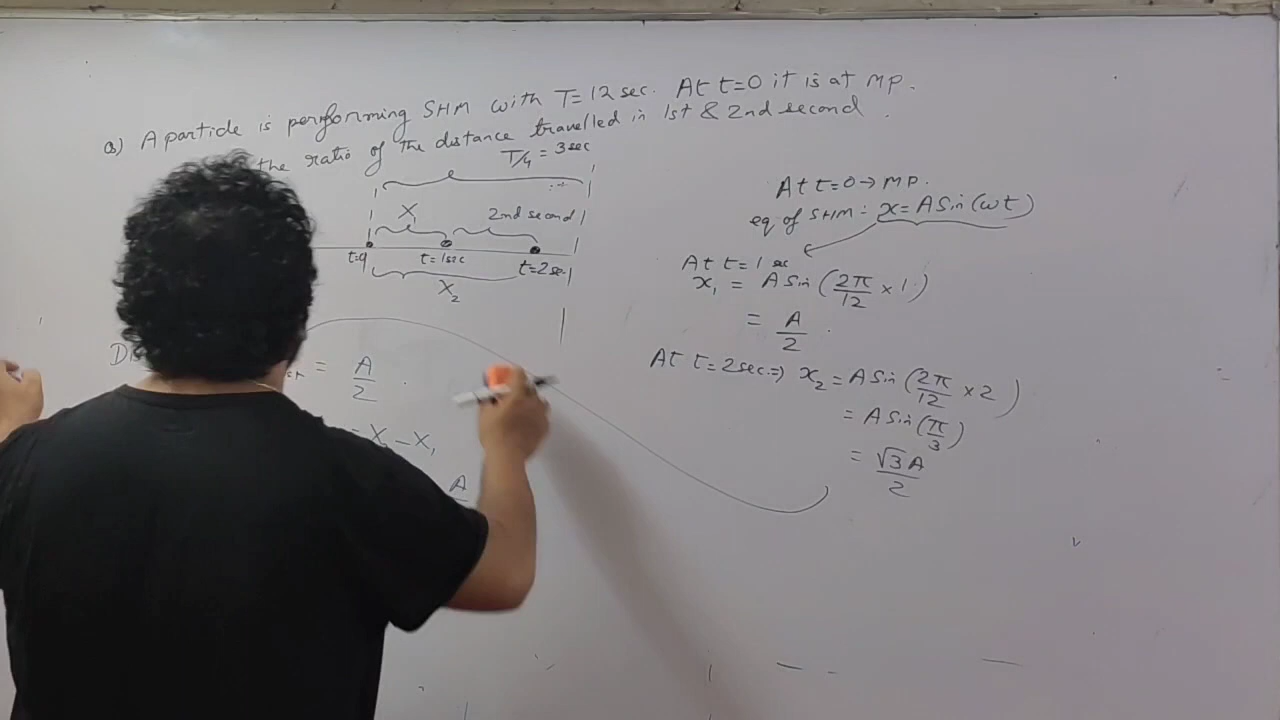 Q) A particle is performing SHM with T = 12 sec. At t=0 it is at MP.
the ratio of the distance travelled in 1st & 2nd second.
T/4 = 3 sec
X₁ 2nd second
t=0 t=1sec t=2sec
X₂
= A/2 .
= X₂ - X₁
A
At t=0 → MP.
eq of SHM: x = A Sin(ωt)
At t=1 sec
x₁ = A Sin (2π/12 × 1)
= A/2 .
At t=2sec ⇒ x₂ = A Sin (2π/12 × 2)
= A Sin (π/3)
= √3A/2